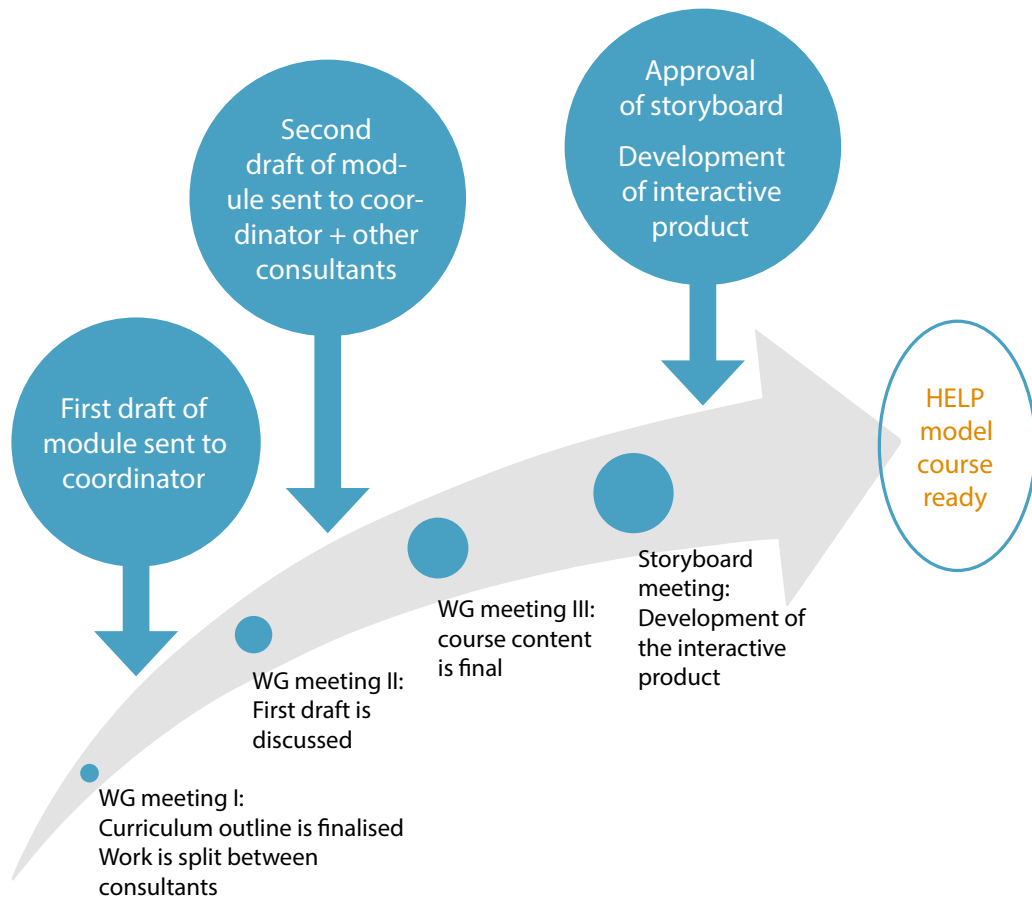 Approval
of storyboard
Development
of interactive
product
Second
draft of mod-
ule sent to coor-
dinator + other
consultants
First draft of
module sent to
coordinator
HELP
model
course
ready
Storyboard
meeting:
Development of
the interactive
product
WG meeting III:
course content
is final
WG meeting II:
First draft is
discussed
WG meeting I:
Curriculum outline is finalised
Work is split between
consultants